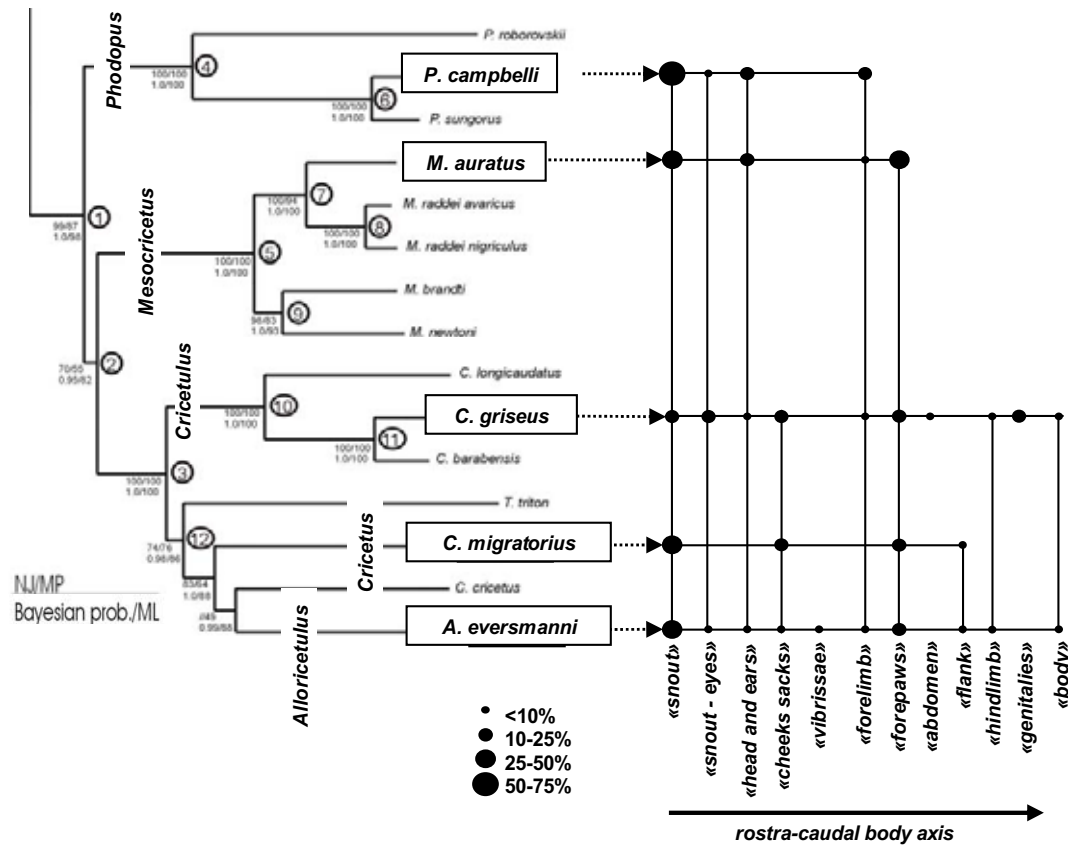 Phodopus
P. roborovskii
100/100
1.0/100
4
P. campbelli
100/100
1.0/100
6
P. sungorus
99/87
1.0/98
1
Mesocricetus
M. auratus
100/94
1.0/100
7
M. raddei avaricus
100/100
1.0/100
8
M. raddei nigriculus
100/100
1.0/100
5
M. brandti
98/83
1.0/93
9
M. newtoni
70/55
0.95/82
2
Cricetulus
C. longicaudatus
100/100
1.0/100
10
C. griseus
100/100
1.0/100
11
C. barabensis
100/100
1.0/100
3
T. triton
74/76
0.98/86
12
Cricetus
C. migratorius
83/64
1.0/88
C. cricetus
//49
0.99/88
Alloricetulus
A. eversmanni
NJ/MP
Bayesian prob./ML
«snout»
«snout - eyes»
«head and ears»
«cheeks sacks»
«vibrissae»
«forelimb»
«forepaws»
«abdomen»
«flank»
«hindlimb»
«genitalies»
«body»
<10%
10-25%
25-50%
50-75%
rostra-caudal body axis